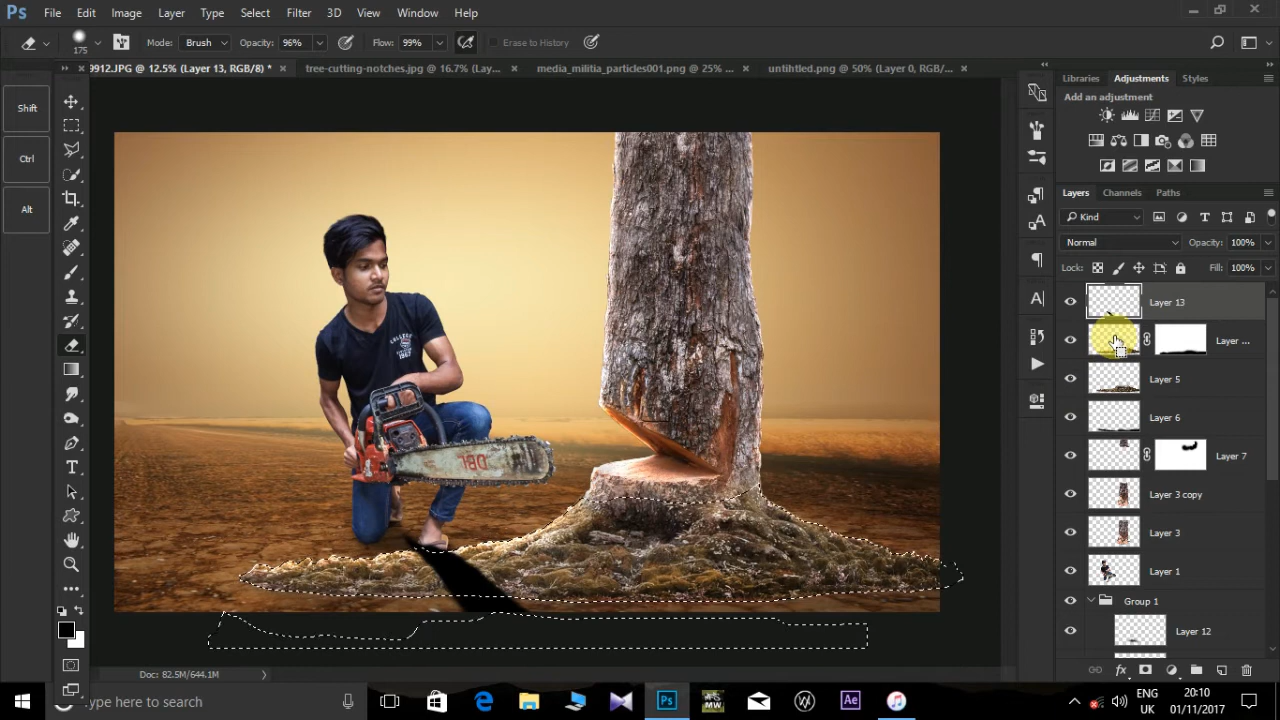 Ps File Edit Image Layer Type Select Filter 3D View Window Help
175 Mode: Brush Opacity: 96% Flow: 99% Erase to History
9912.JPG @ 12.5% (Layer 13, RGB/8) * tree-cutting-notches.jpg @ 16.7% (Lay... media_militia_particles001.png @ 25% ... untihtled.png @ 50% (Layer 0, RGB/...
Shift
Ctrl
Alt
Libraries Adjustments Styles
Add an adjustment
Layers Channels Paths
Kind
Normal Opacity: 100%
Lock: Fill: 100%
Layer 13
Layer ...
Layer 5
Layer 6
Layer 7
Layer 3 copy
Layer 3
Layer 1
Group 1
Layer 12
COLLEGE
1867
DBL
Doc: 82.5M/644.1M
ype here to search
Ps
MW
Ae
ENG
UK
20:10
01/11/2017